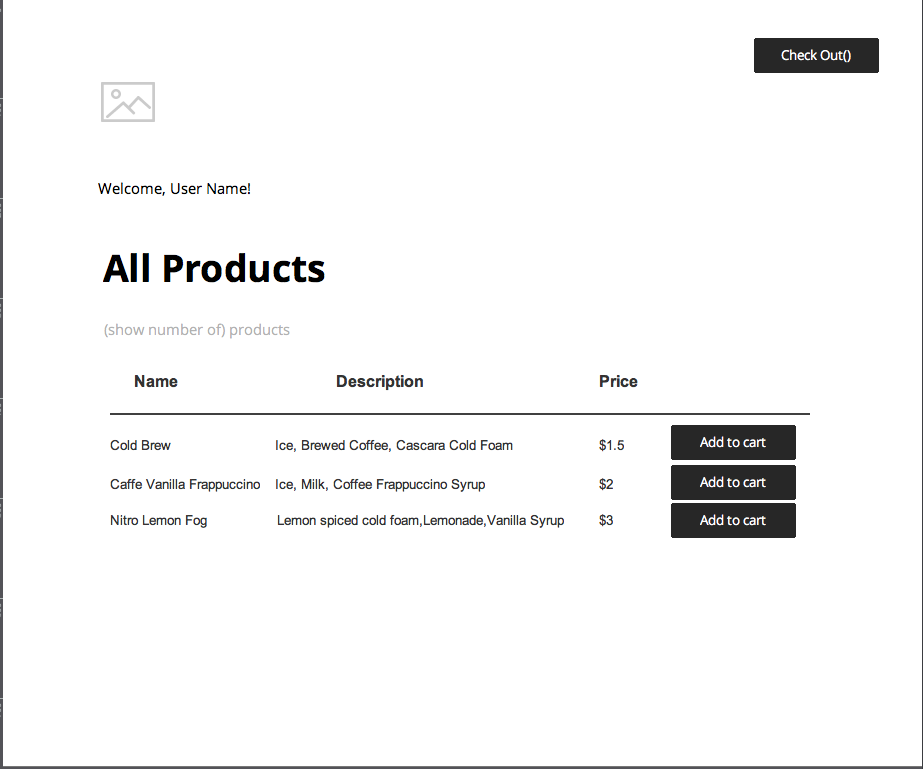 Check Out()
Welcome, User Name!
All Products
(show number of) products
Name Description Price
Cold Brew Ice, Brewed Coffee, Cascara Cold Foam $1.5 Add to cart
Caffe Vanilla Frappuccino Ice, Milk, Coffee Frappuccino Syrup $2 Add to cart
Nitro Lemon Fog Lemon spiced cold foam,Lemonade,Vanilla Syrup $3 Add to cart